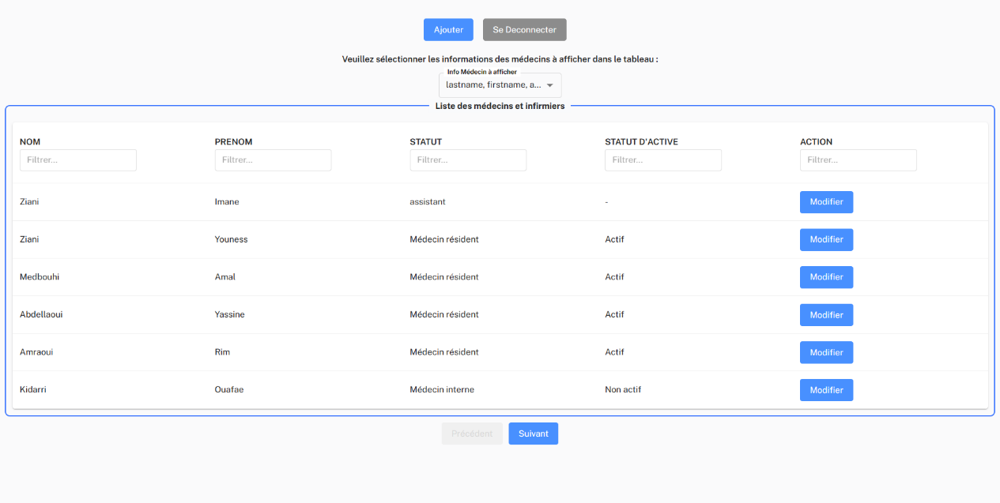 Ajouter Se Deconnecter
Veuillez sélectionner les informations des médecins à afficher dans le tableau :
Info Médecin à afficher
lastname, firstname, a...
Liste des médecins et infirmiers
NOM PRENOM STATUT STATUT D'ACTIVE ACTION
Filtrer... Filtrer... Filtrer... Filtrer... Filtrer...
Ziani Imane assistant - Modifier
Ziani Youness Médecin résident Actif Modifier
Medbouhi Amal Médecin résident Actif Modifier
Abdellaoui Yassine Médecin résident Actif Modifier
Amraoui Rim Médecin résident Actif Modifier
Kidarri Ouafae Médecin interne Non actif Modifier
Précédent Suivant